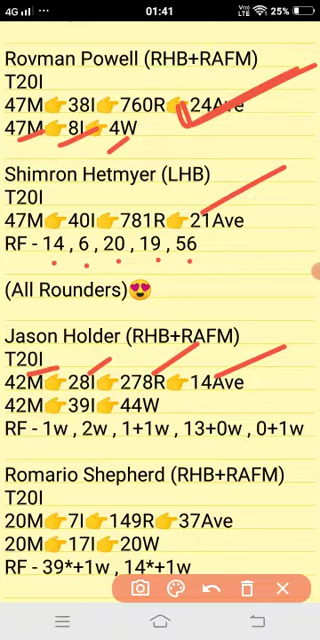 4G 01:41 Vo) LTE 25%
Rovman Powell (RHB+RAFM)
T20I
47M👉38I👉760R👉24Ave
47M👉8I👉4W
Shimron Hetmyer (LHB)
T20I
47M👉40I👉781R👉21Ave
RF - 14 , 6 , 20 , 19 , 56
(All Rounders)😍
Jason Holder (RHB+RAFM)
T20I
42M👉28I👉278R👉14Ave
42M👉39I👉44W
RF - 1w , 2w , 1+1w , 13+0w , 0+1w
Romario Shepherd (RHB+RAFM)
T20I
20M👉7I👉149R👉37Ave
20M👉17I👉20W
RF - 39*+1w , 14*+1w